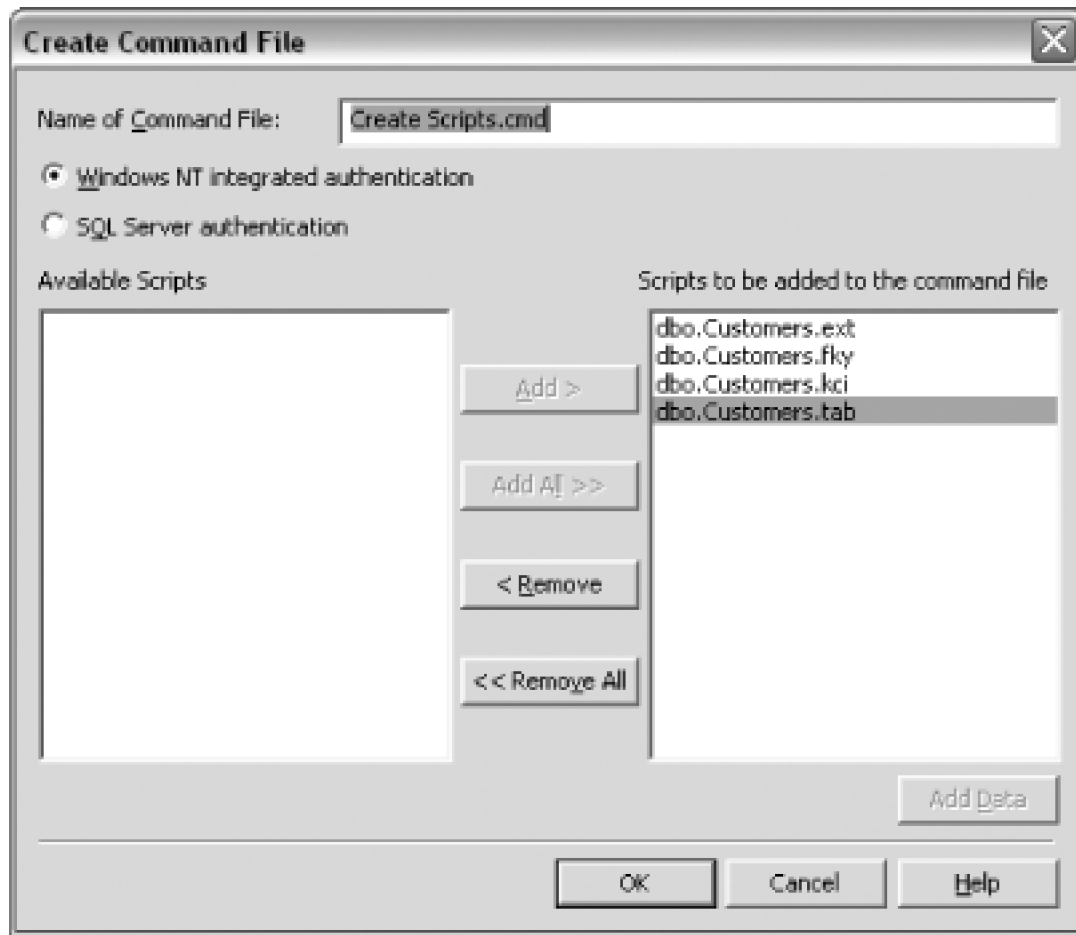 Create Command File
Name of Command File: Create Scripts.cmd
Windows NT integrated authentication
SQL Server authentication
Available Scripts
Scripts to be added to the command file
dbo.Customers.ext
dbo.Customers.fky
dbo.Customers.kci
dbo.Customers.tab
Add >
Add All >>
< Remove
<< Remove All
Add Data
OK
Cancel
Help